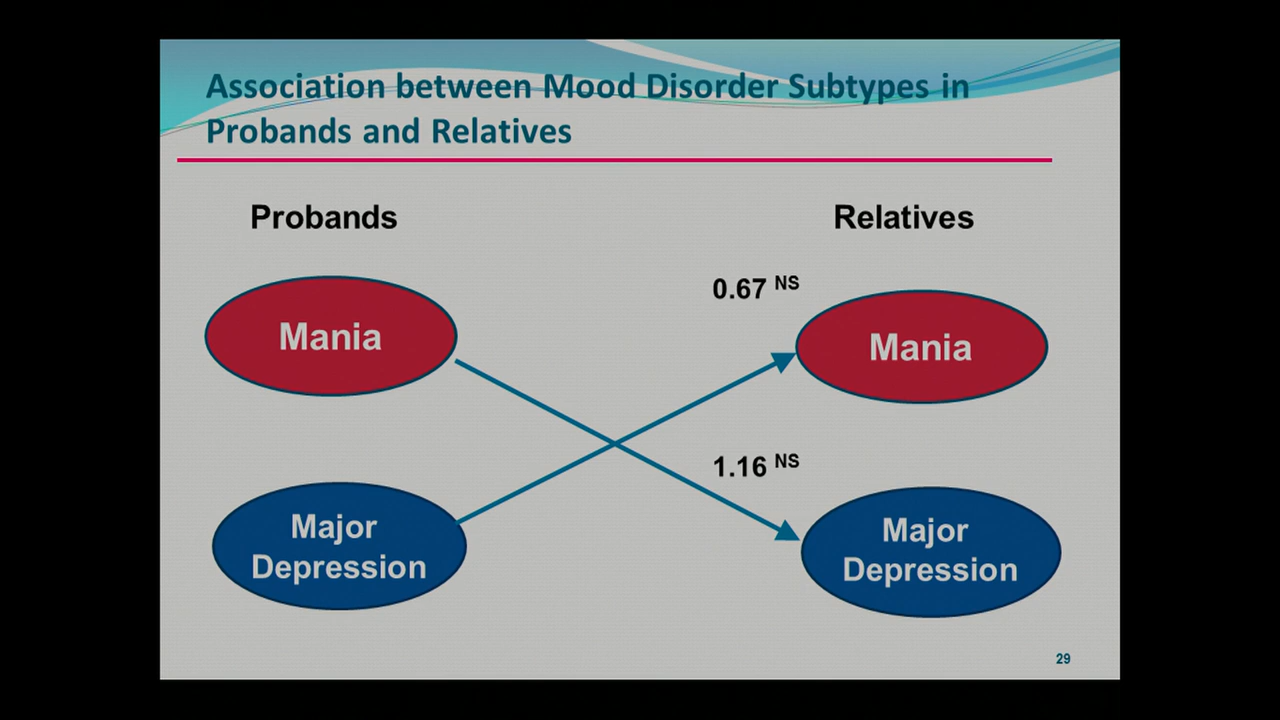 Association between Mood Disorder Subtypes in
Probands and Relatives
Probands
Relatives
0.67 NS
Mania
Mania
1.16 NS
Major
Depression
Major
Depression
29